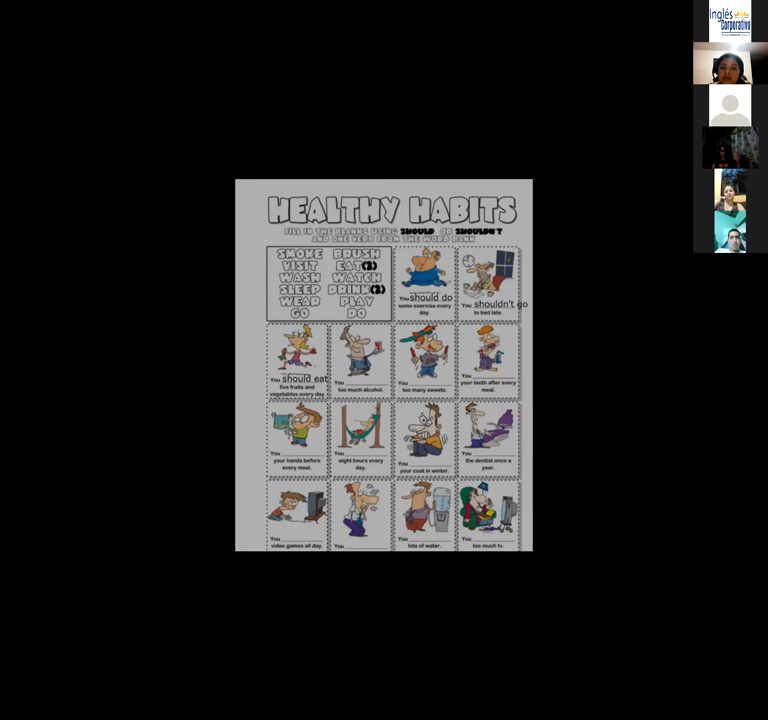 Inglés
Corporativo
HEALTHY HABITS
FILL IN THE BLANKS USING SHOULD OR SHOULDN'T
AND ONE VERB FROM THE WORD BANK
SMOKE BRUSH
VISIT EAT(2)
WASH WATCH
SLEEP DRINK(2)
WEAR PLAY
GO DO
You should do
some exercise every
day.
You shouldn't go
to bed late.
You should eat
five fruits and
vegetables every day
You
too much alcohol.
You
too many sweets.
You
your teeth after every
meal.
You
your hands before
every meal.
You
eight hours every
day.
You
your coat in winter.
You
the dentist once a
year.
You
video games all day.
You
You
lots of water.
You
too much tv.